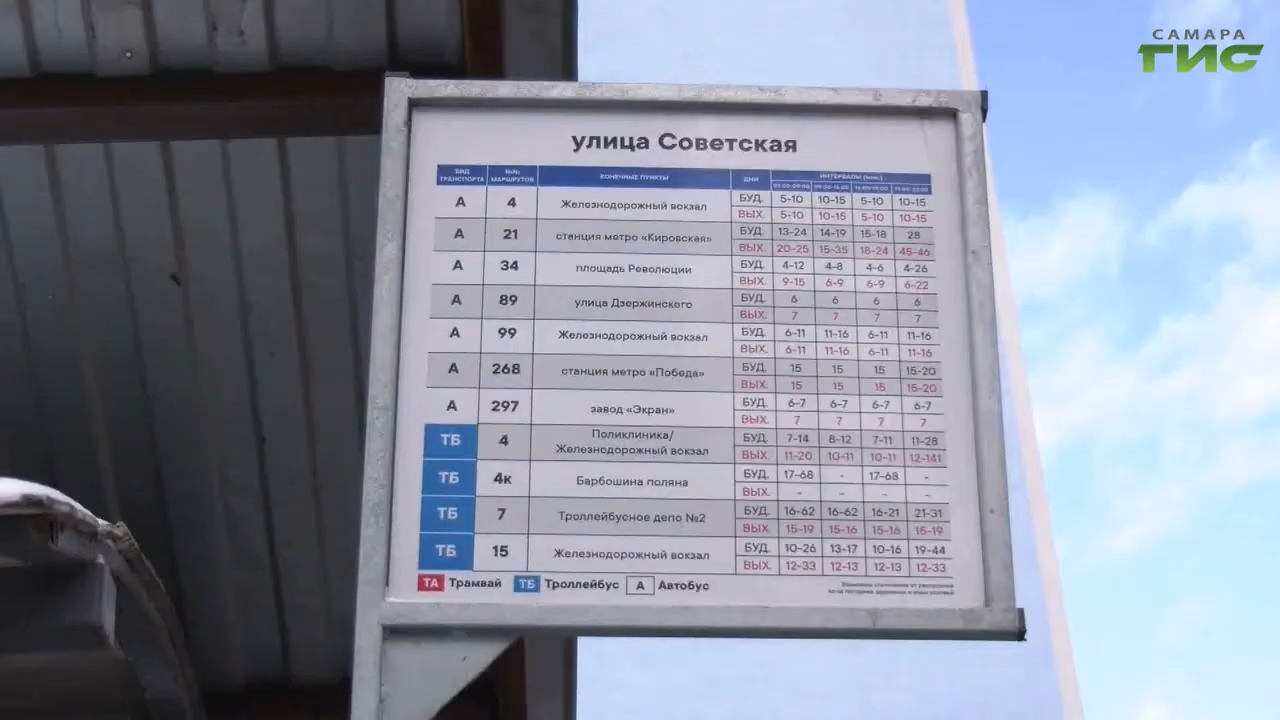 САМАРА
ГИС
улица Советская
ВИД ТРАНСПОРТА №№ МАРШРУТОВ КОНЕЧНЫЕ ПУНКТЫ ДНИ ИНТЕРВАЛЫ (мин.)
А 4 Железнодорожный вокзал БУД. 5-10 10-15 5-10 10-15
ВЫХ. 5-10 10-15 5-10 10-15
А 21 станция метро «Кировская» БУД. 13-24 14-19 15-18 28
ВЫХ. 20-25 15-35 18-24 45-46
А 34 площадь Революции БУД. 4-12 4-8 4-6 4-26
ВЫХ. 9-15 6-9 6-9 6-22
А 89 улица Дзержинского БУД. 6 6 6 6
ВЫХ. 7 7 7 7
А 99 Железнодорожный вокзал БУД. 6-11 11-16 6-11 11-16
ВЫХ. 6-11 11-16 6-11 11-16
А 268 станция метро «Победа» БУД. 15 15 15 15-20
ВЫХ. 15 15 15 15-20
А 297 завод «Экран» БУД. 6-7 6-7 6-7 6-7
ВЫХ. 7 7 7 7
ТБ 4 Поликлиника/ БУД. 7-14 8-12 7-11 11-28
Железнодорожный вокзал ВЫХ. 11-20 10-11 10-11 12-141
ТБ 4к Барбошина поляна БУД. 17-68 - 17-68 -
ВЫХ. - - - -
ТБ 7 Троллейбусное депо №2 БУД. 16-62 16-62 16-21 21-31
ВЫХ. 15-19 15-16 15-16 15-19
ТБ 15 Железнодорожный вокзал БУД. 10-26 13-17 10-16 19-44
ВЫХ. 12-33 12-13 12-13 12-33
ТА Трамвай ТБ Троллейбус А Автобус